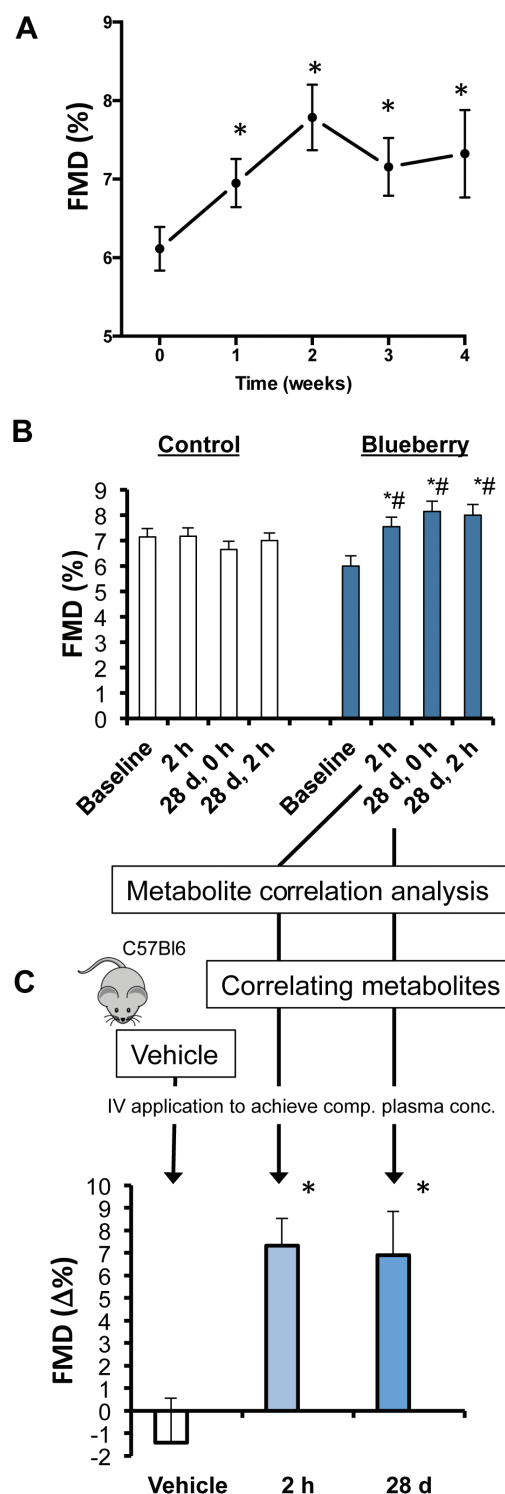 A
FMD (%)
9
8
7
6
5
* * * *
0 1 2 3 4
Time (weeks)
B
Control Blueberry
FMD (%)
9
8
7
6
5
4
3
2
1
0
*# *# *#
Baseline 2 h 28 d, 0 h 28 d, 2 h Baseline 2 h 28 d, 0 h 28 d, 2 h
Metabolite correlation analysis
C57Bl6
C
Correlating metabolites
Vehicle
IV application to achieve comp. plasma conc.
FMD (Δ%)
10
9
8
7
6
5
4
3
2
1
0
-1
-2
* *
Vehicle 2 h 28 d